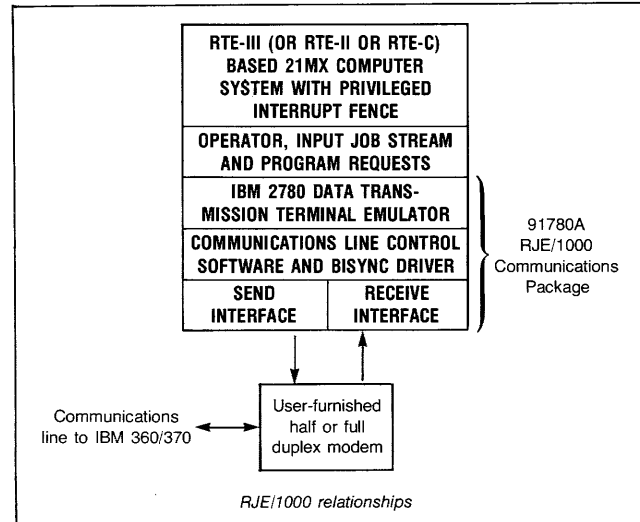 RTE-III (OR RTE-II OR RTE-C)
BASED 21MX COMPUTER
SYSTEM WITH PRIVILEGED
INTERRUPT FENCE
OPERATOR, INPUT JOB STREAM
AND PROGRAM REQUESTS
IBM 2780 DATA TRANS-
MISSION TERMINAL EMULATOR
COMMUNICATIONS LINE CONTROL
SOFTWARE AND BISYNC DRIVER
SEND
INTERFACE
RECEIVE
INTERFACE
91780A
RJE/1000
Communications
Package
User-furnished
half or full
duplex modem
Communications
line to IBM 360/370
RJE/1000 relationships